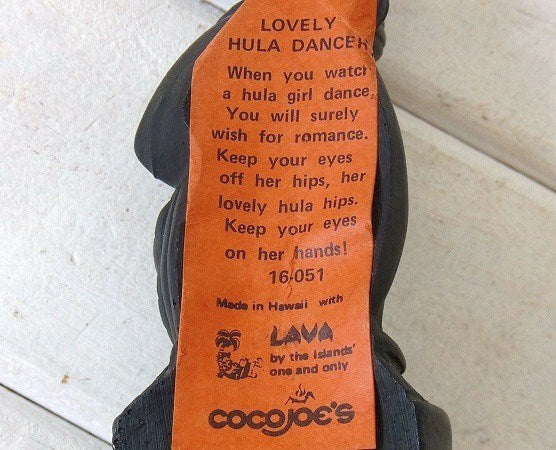 LOVELY
HULA DANCER
When you watch
a hula girl dance,
You will surely
wish for romance.
Keep your eyes
off her hips, her
lovely hula hips.
Keep your eyes
on her hands!
16-051
Made in Hawaii with
LAVA
by the Islands'
one and only
COCOJOE'S